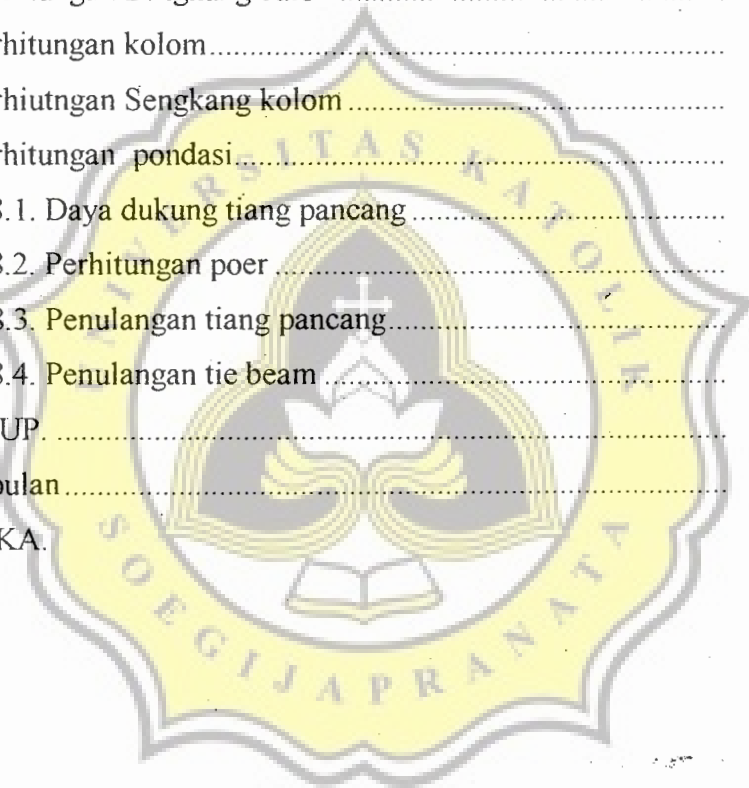 rhitungan kolom
rhiutngan Sengkang kolom
rhitungan pondasi
3.1. Daya dukung tiang pancang
3.2. Perhitungan poer
3.3. Penulangan tiang pancang
3.4. Penulangan tie beam
UP.
pulan
KA.
UNIVERSITAS KATOLIK
SOEGIJAPRANATA